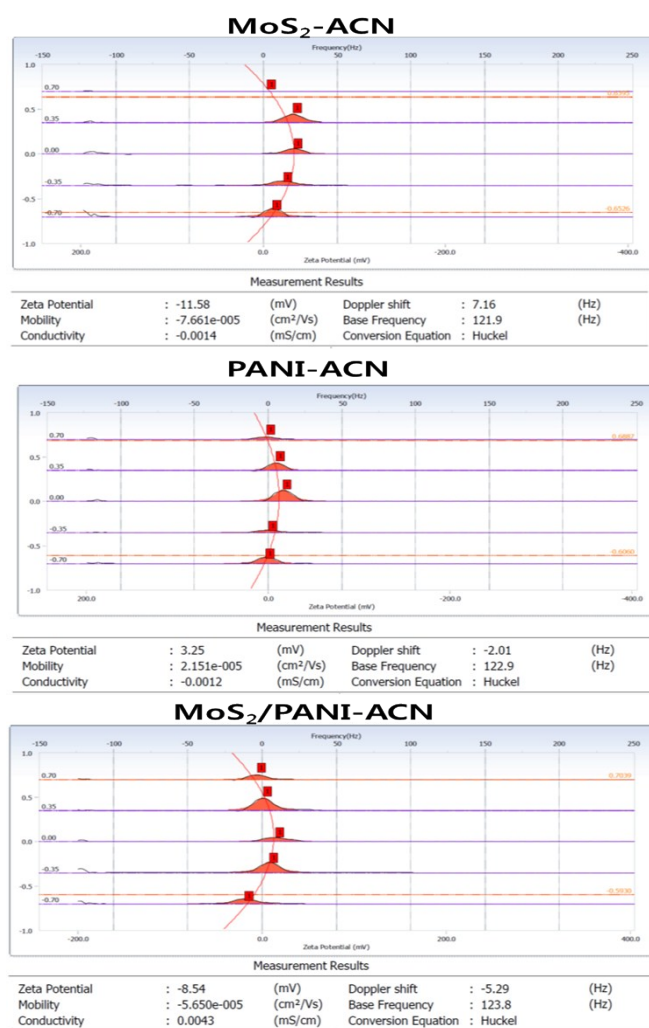 MoS₂-ACN
Frequency(Hz)
-150 -100 -50 0 50 100 150 200 250
1.0
0.70
0.5
0.35
0.0
0.00
-0.35
-0.5
-0.6526
-0.70
-1.0
200.0 0.0 -200.0 -400.0
Zeta Potential (mV)
Measurement Results
Zeta Potential : -11.58 (mV) Doppler shift : 7.16 (Hz)
Mobility : -7.661e-005 (cm²/Vs) Base Frequency : 121.9 (Hz)
Conductivity : -0.0014 (mS/cm) Conversion Equation : Huckel
PANI-ACN
Frequency(Hz)
-150 -100 -50 0 50 100 150 200 250
1.0
0.70 0.6887
0.5
0.35
0.0
0.00
-0.35
-0.5
-0.6060
-0.70
-1.0
200.0 0.0 -200.0 -400.0
Zeta Potential (mV)
Measurement Results
Zeta Potential : 3.25 (mV) Doppler shift : -2.01 (Hz)
Mobility : 2.151e-005 (cm²/Vs) Base Frequency : 122.9 (Hz)
Conductivity : -0.0012 (mS/cm) Conversion Equation : Huckel
MoS₂/PANI-ACN
Frequency(Hz)
-150 -100 -50 0 50 100 150 200 250
1.0
0.70 0.7039
0.5
0.35
0.0
0.00
-0.35
-0.5
-0.5930
-0.70
-1.0
-200.0 0.0 200.0 400.0
Zeta Potential (mV)
Measurement Results
Zeta Potential : -8.54 (mV) Doppler shift : -5.29 (Hz)
Mobility : -5.650e-005 (cm²/Vs) Base Frequency : 123.8 (Hz)
Conductivity : 0.0043 (mS/cm) Conversion Equation : Huckel